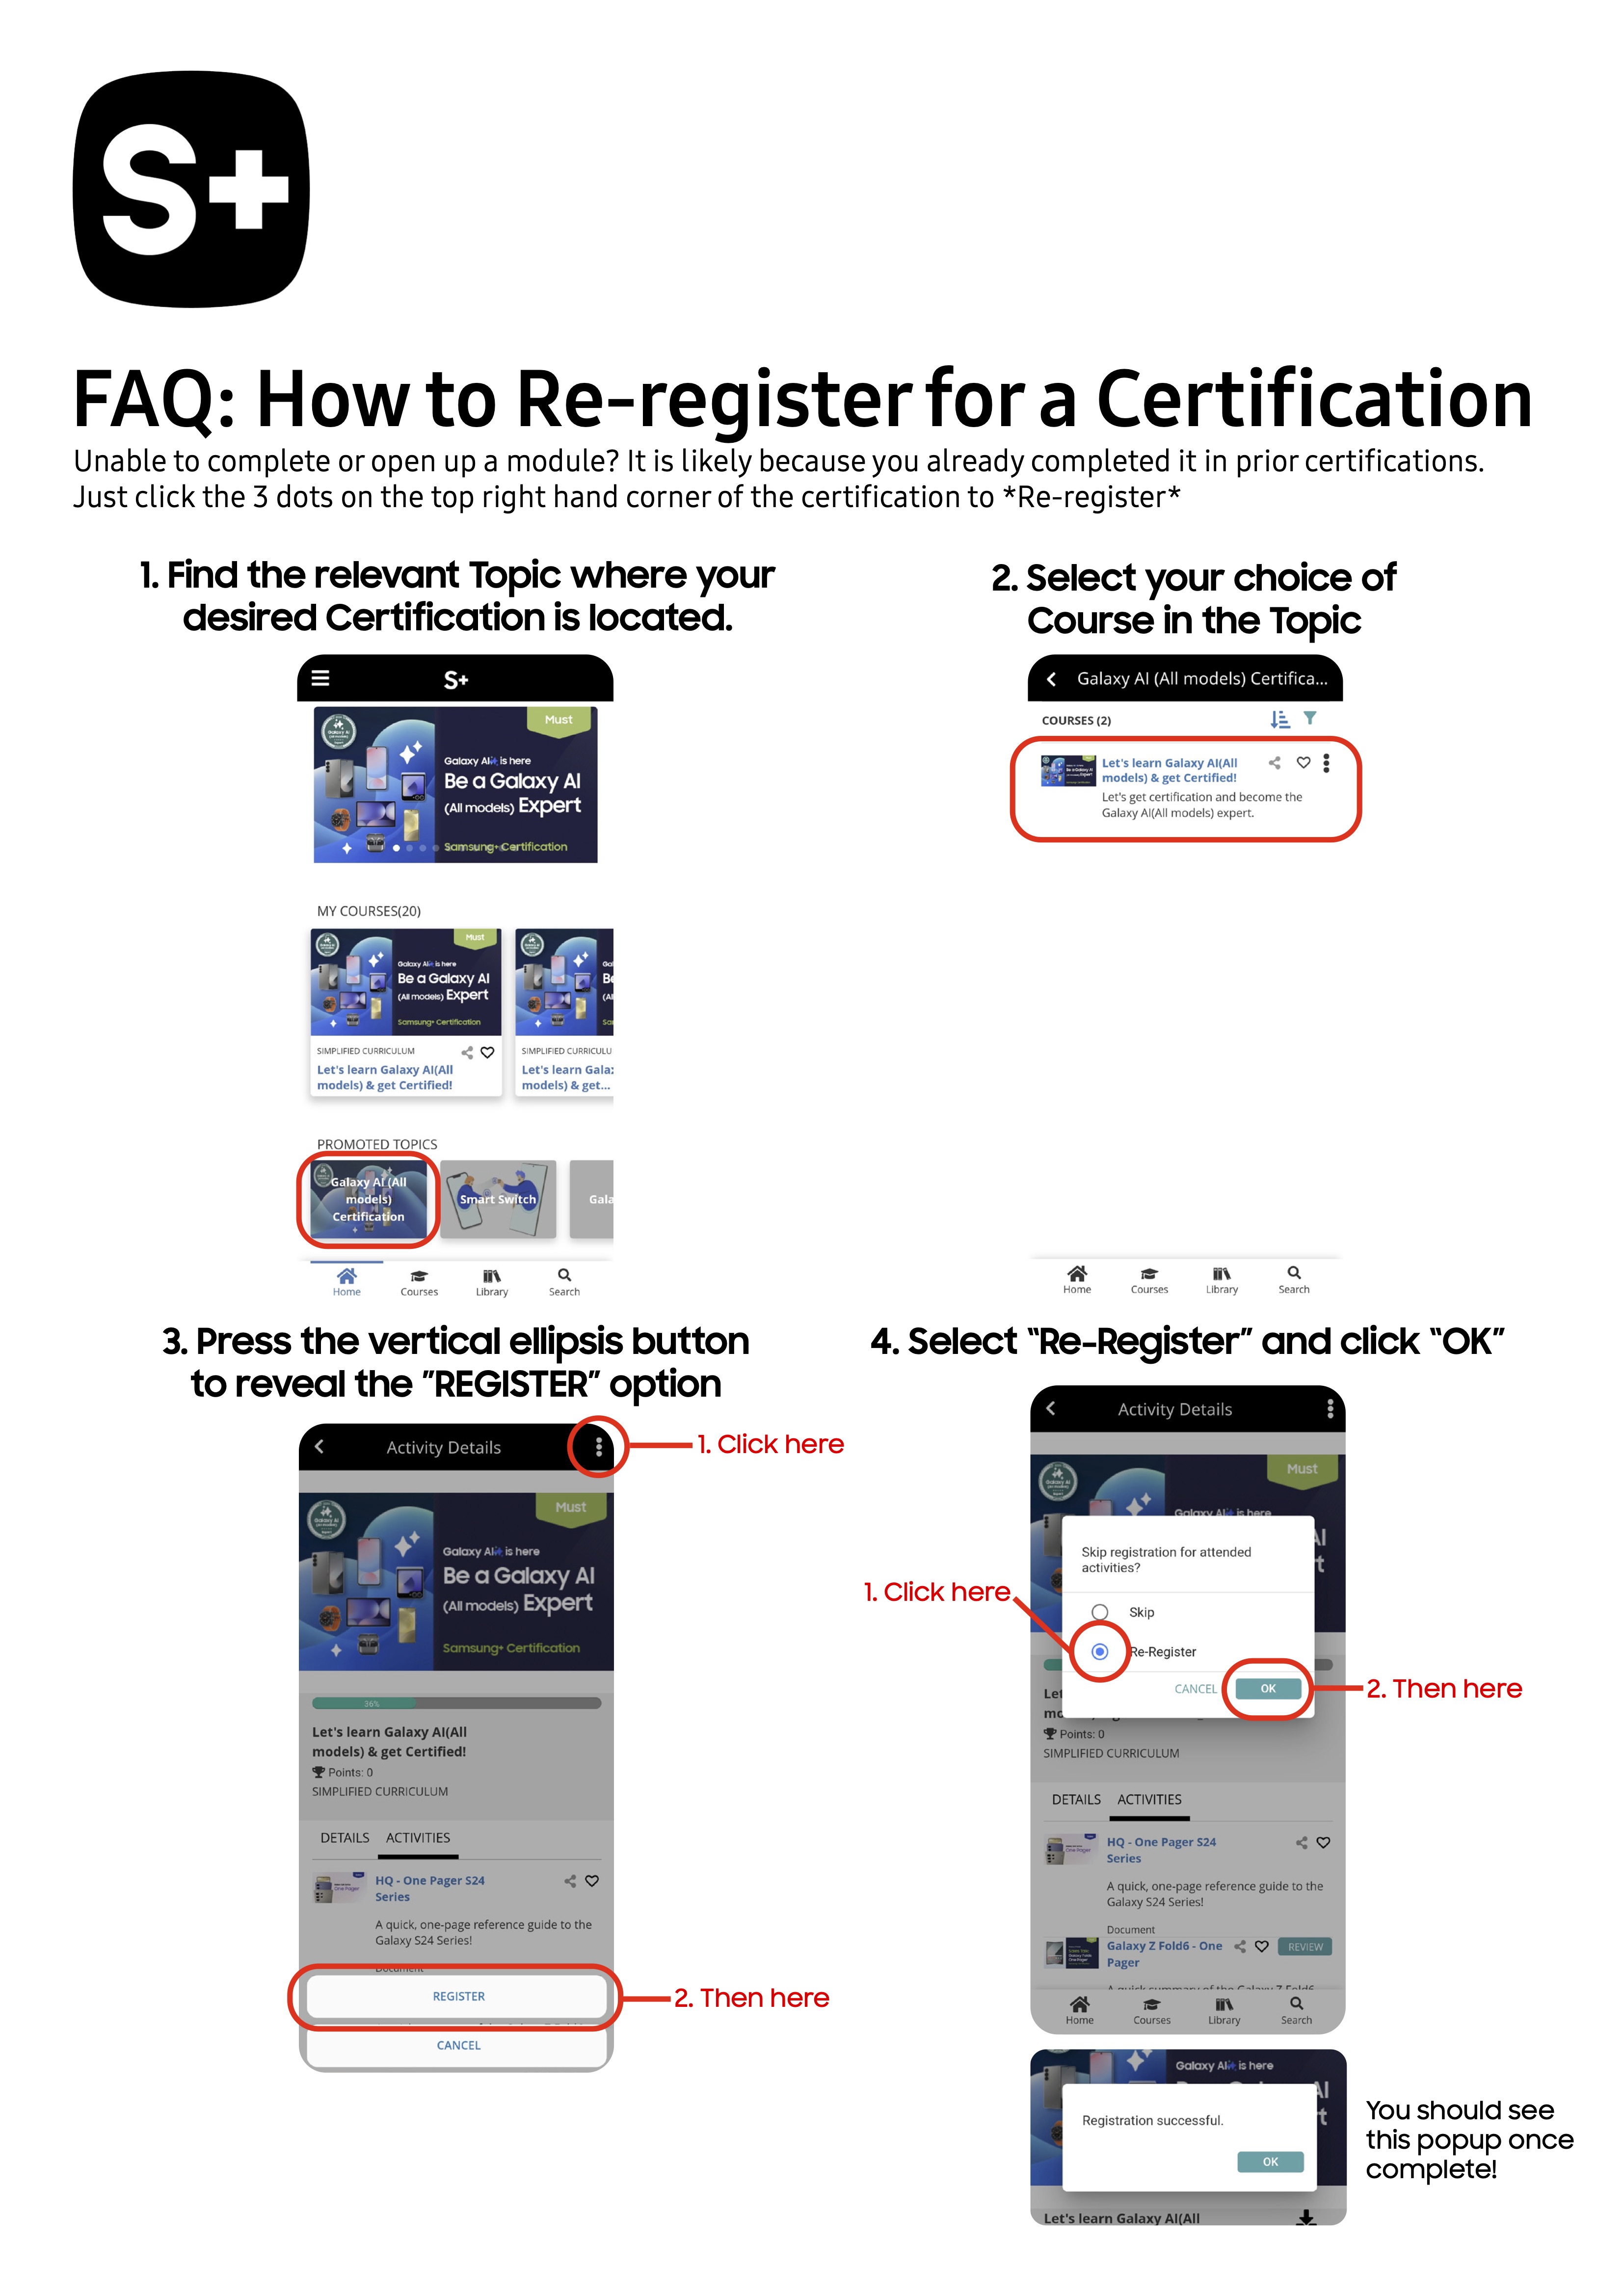 S+
FAQ: How to Re-register for a Certification
Unable to complete or open up a module? It is likely because you already completed it in prior certifications.
Just click the 3 dots on the top right hand corner of the certification to *Re-register*
1. Find the relevant Topic where your
desired Certification is located.
S+
Must
Galaxy AI is here
Be a Galaxy AI
(All models) Expert
Samsung+ Certification
MY COURSES(20)
Must
Galaxy AI is here
Be a Galaxy AI
(All models) Expert
Samsung+ Certification
SIMPLIFIED CURRICULUM
Let's learn Galaxy AI(All
models) & get Certified!
SIMPLIFIED CURRICULU
Let's learn Gala
models) & get...
PROMOTED TOPICS
Galaxy AI (All
models)
Certification
Smart Switch
Gala
Home
Courses
Library
Search
2. Select your choice of
Course in the Topic
Galaxy AI (All models) Certifica...
COURSES (2)
Let's learn Galaxy AI(All
models) & get Certified!
Let's get certification and become the
Galaxy AI(All models) expert.
Home
Courses
Library
Search
3. Press the vertical ellipsis button
to reveal the "REGISTER" option
Activity Details
1. Click here
Must
Galaxy AI is here
Be a Galaxy AI
(All models) Expert
Samsung+ Certification
36%
Let's learn Galaxy AI(All
models) & get Certified!
Points: 0
SIMPLIFIED CURRICULUM
DETAILS
ACTIVITIES
HQ - One Pager S24
Series
A quick, one-page reference guide to the
Galaxy S24 Series!
Document
REGISTER
2. Then here
CANCEL
4. Select “Re-Register” and click “OK”
Activity Details
Must
Galaxy AI is here
Skip registration for attended
activities?
1. Click here
Skip
Re-Register
CANCEL
OK
2. Then here
Let
Points: 0
SIMPLIFIED CURRICULUM
DETAILS
ACTIVITIES
HQ - One Pager S24
Series
A quick, one-page reference guide to the
Galaxy S24 Series!
Document
Galaxy Z Fold6 - One
Pager
REVIEW
A quick summary of the Galaxy Z Fold6
Home
Courses
Library
Search
Galaxy AI is here
Registration successful.
OK
Let's learn Galaxy AI(All
You should see
this popup once
complete!